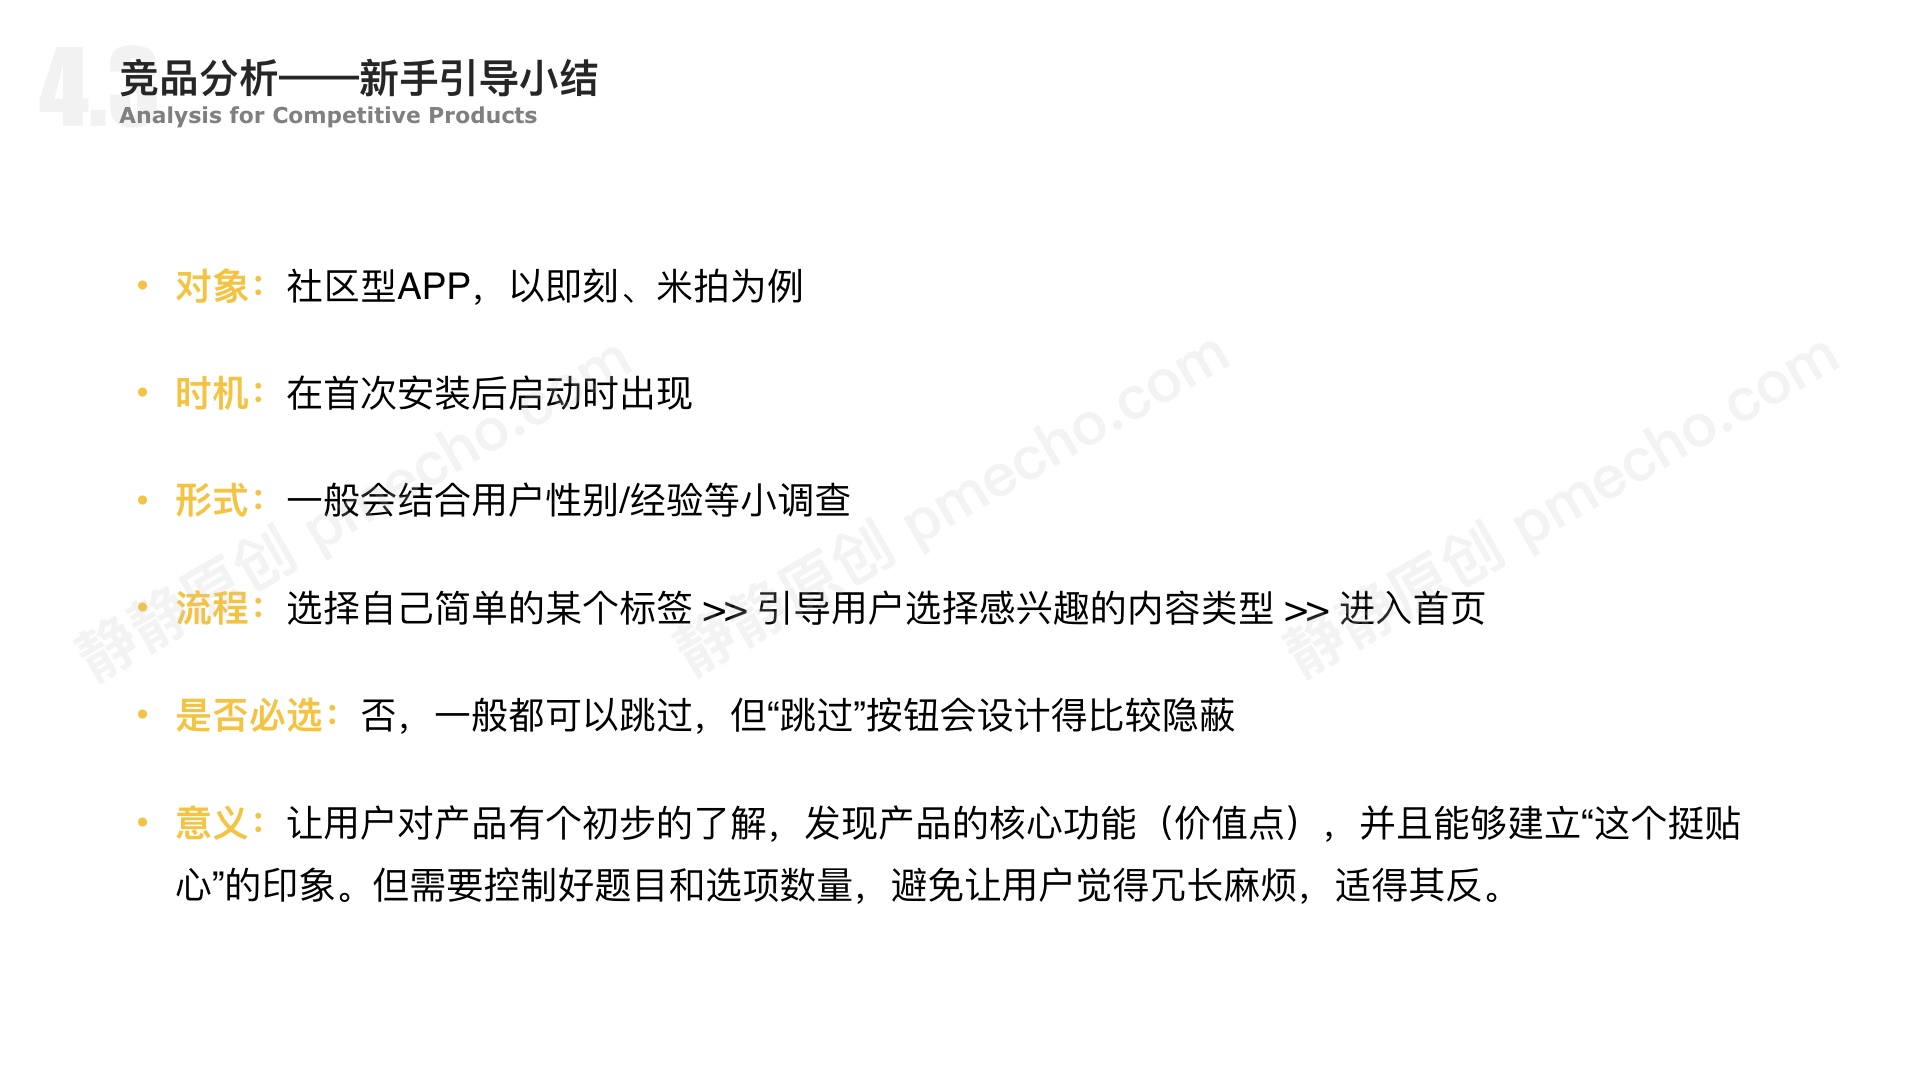 4.3
竞品分析——新手引导小结
Analysis for Competitive Products
• 对象：社区型APP，以即刻、米拍为例
• 时机：在首次安装后启动时出现
• 形式：一般会结合用户性别/经验等小调查
• 流程：选择自己简单的某个标签 >> 引导用户选择感兴趣的内容类型 >> 进入首页
• 是否必选：否，一般都可以跳过，但“跳过”按钮会设计得比较隐蔽
• 意义：让用户对产品有个初步的了解，发现产品的核心功能（价值点），并且能够建立“这个挺贴
心”的印象。但需要控制好题目和选项数量，避免让用户觉得冗长麻烦，适得其反。
静静原创 pmecho.com
静静原创 pmecho.com
静静原创 pmecho.com